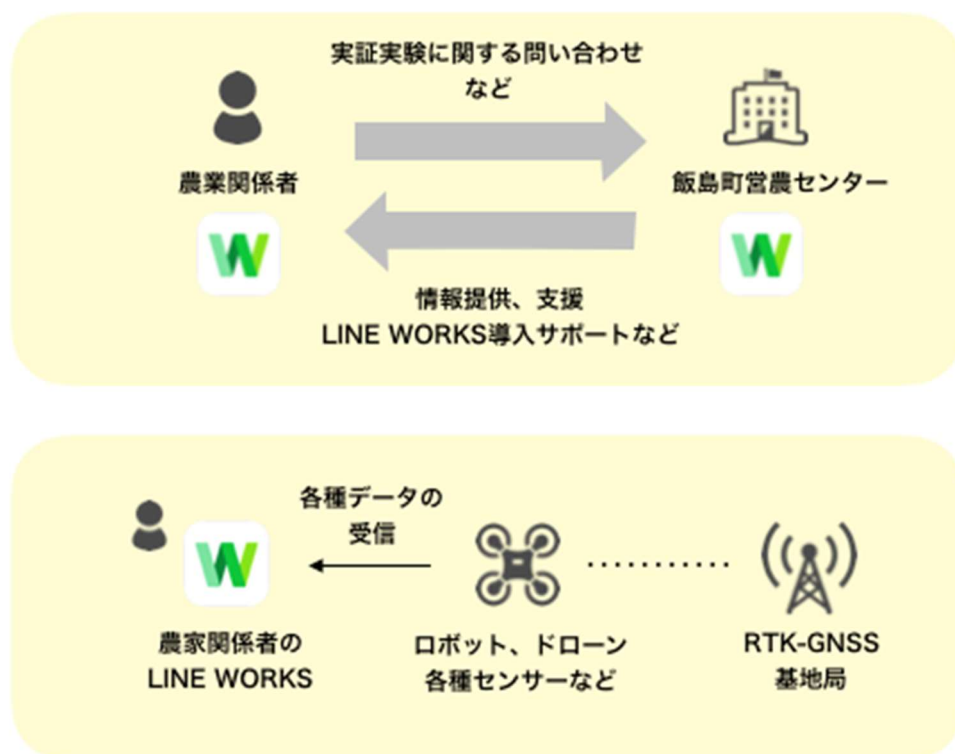 実証実験に関する問い合わせ
など
農業関係者
飯島町営農センター
情報提供、支援
LINE WORKS導入サポートなど
各種データの
受信
農家関係者の
LINE WORKS
ロボット、ドローン
各種センサーなど
RTK-GNSS
基地局